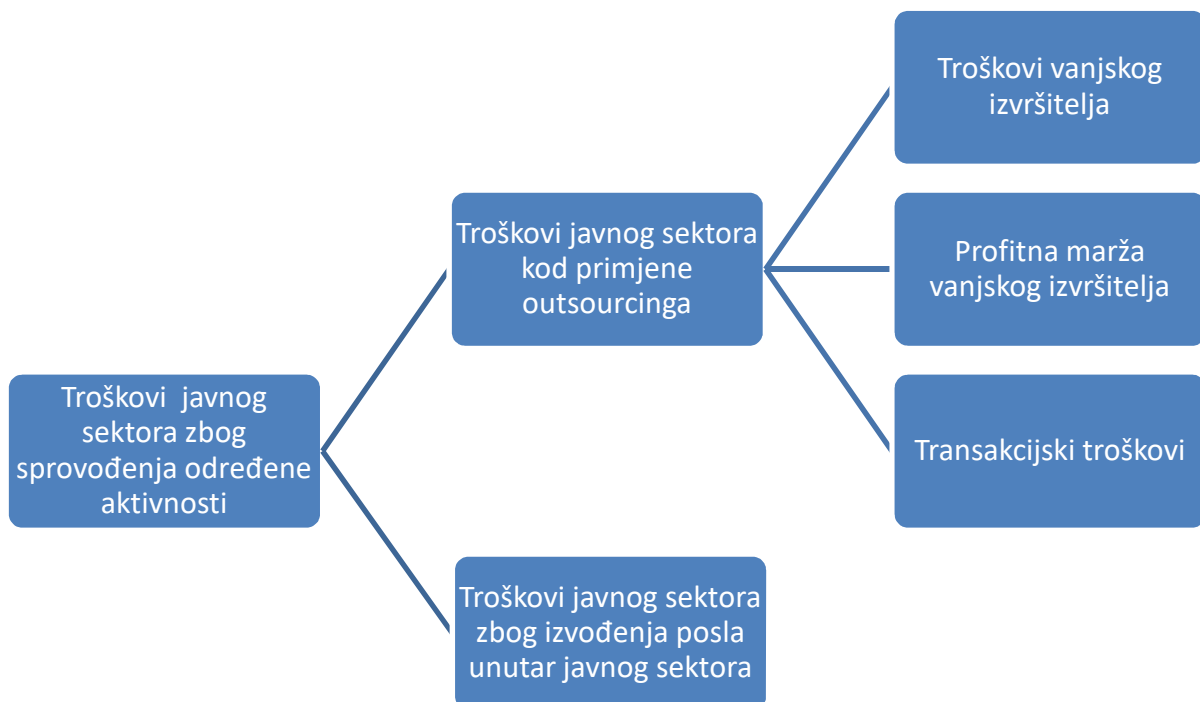 Troškovi javnog
sektora zbog
sprovođenja određene
aktivnosti
Troškovi javnog sektora
kod primjene
outsourcinga
Troškovi vanjskog
izvršitelja
Profitna marža
vanjskog izvršitelja
Transakcijski troškovi
Troškovi javnog sektora
zbog izvođenja posla
unutar javnog sektora